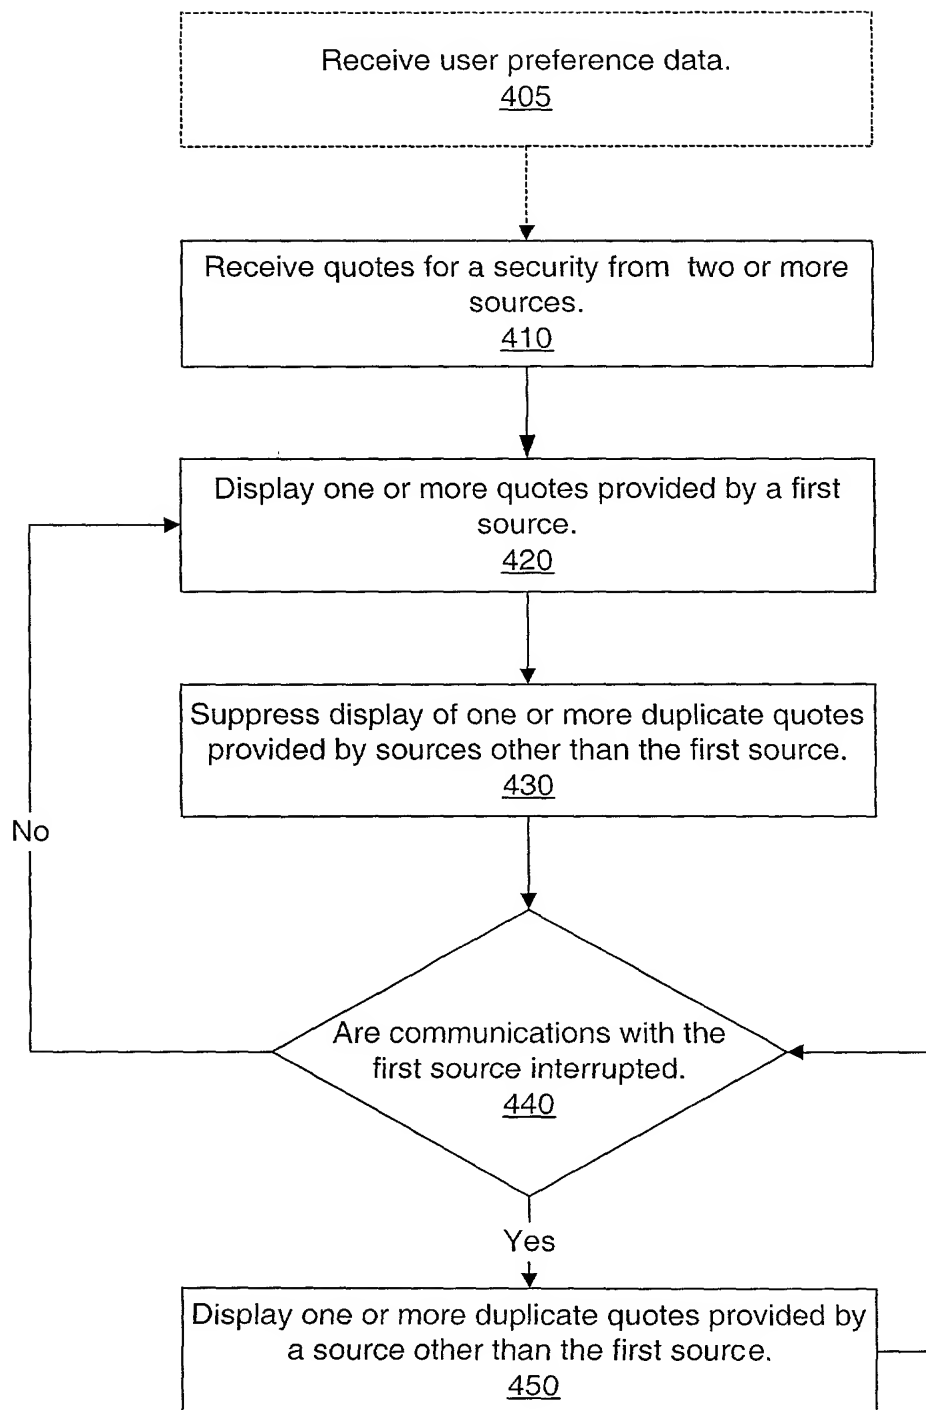 Receive user preference data.
405
Receive quotes for a security from two or more
sources.
410
Display one or more quotes provided by a first
source.
420
Suppress display of one or more duplicate quotes
provided by sources other than the first source.
430
No
Are communications with the
first source interrupted.
440
Yes
Display one or more duplicate quotes provided by
a source other than the first source.
450